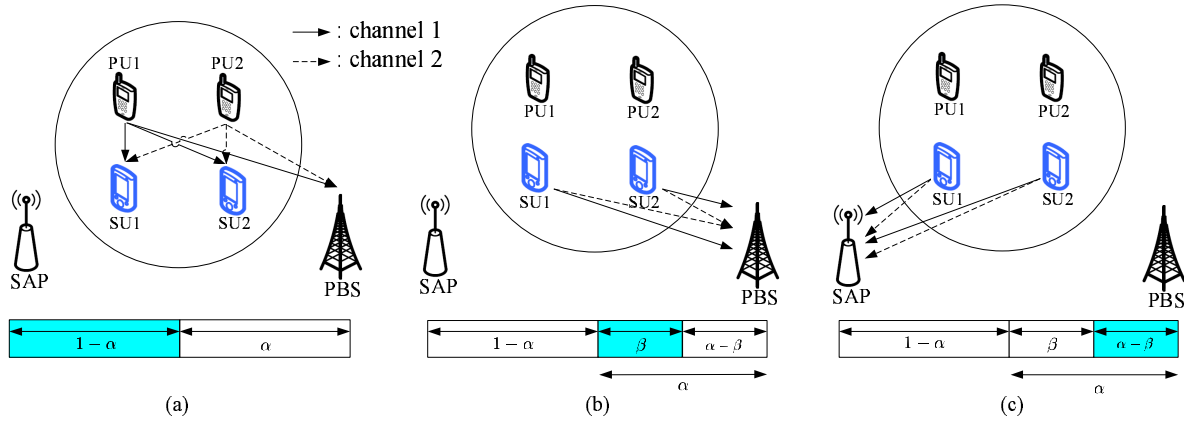 : channel 1
: channel 2
PU1 PU2
SU1 SU2
SAP
PBS
1 − α α
(a)
PU1 PU2
SU1 SU2
SAP
PBS
1 − α β α − β
α
(b)
PU1 PU2
SU1 SU2
SAP
PBS
1 − α β α − β
α
(c)